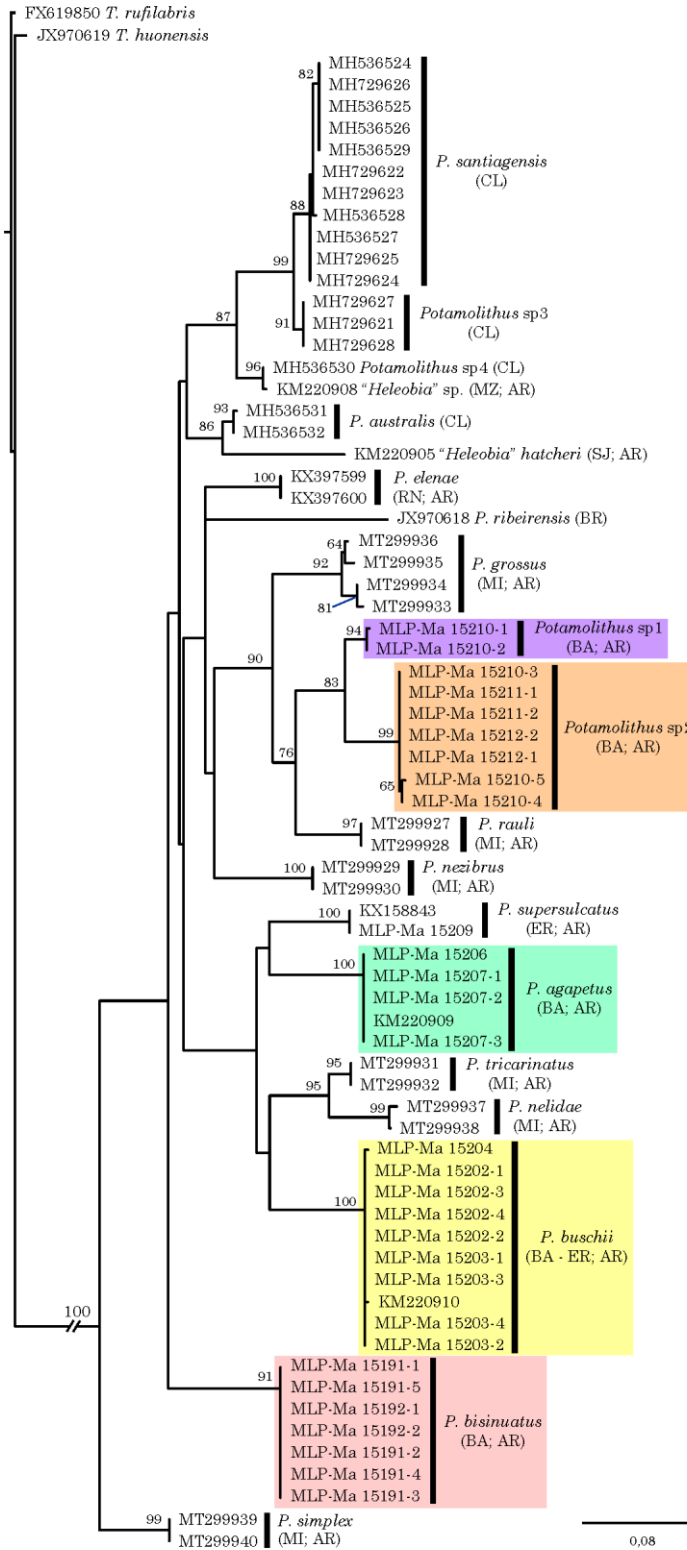 FX619850 T. rufilabris
JX970619 T. huonensis
82
MH536524
MH729626
MH536525
MH536526
MH536529
MH729622
MH729623
88
MH536528
MH536527
MH729625
MH729624
P. santiagensis
(CL)
99
MH729627
91
MH729621
MH729628
Potamolithus sp3
(CL)
87
96
MH536530 Potamolithus sp4 (CL)
KM220908 “Heleobia” sp. (MZ; AR)
93
MH536531
86
MH536532
P. australis (CL)
KM220905 “Heleobia” hatcheri (SJ; AR)
100
KX397599
KX397600
P. elenae
(RN; AR)
JX970618 P. ribeirensis (BR)
64
MT299936
92
MT299935
MT299934
81
MT299933
P. grossus
(MI; AR)
90
94
MLP-Ma 15210-1
MLP-Ma 15210-2
Potamolithus sp1
(BA; AR)
83
MLP-Ma 15210-3
MLP-Ma 15211-1
MLP-Ma 15211-2
99
MLP-Ma 15212-2
MLP-Ma 15212-1
65
MLP-Ma 15210-5
MLP-Ma 15210-4
Potamolithus sp2
(BA; AR)
76
97
MT299927
MT299928
P. rauli
(MI; AR)
100
MT299929
MT299930
P. nezibrus
(MI; AR)
100
KX158843
MLP-Ma 15209
P. supersulcatus
(ER; AR)
100
MLP-Ma 15206
MLP-Ma 15207-1
MLP-Ma 15207-2
KM220909
MLP-Ma 15207-3
P. agapetus
(BA; AR)
95
MT299931
MT299932
P. tricarinatus
(MI; AR)
95
99
MT299937
MT299938
P. nelidae
(MI; AR)
100
MLP-Ma 15204
MLP-Ma 15202-1
MLP-Ma 15202-3
MLP-Ma 15202-4
MLP-Ma 15202-2
MLP-Ma 15203-1
MLP-Ma 15203-3
KM220910
MLP-Ma 15203-4
MLP-Ma 15203-2
P. buschii
(BA - ER; AR)
100
91
MLP-Ma 15191-1
MLP-Ma 15191-5
MLP-Ma 15192-1
MLP-Ma 15192-2
MLP-Ma 15191-2
MLP-Ma 15191-4
MLP-Ma 15191-3
P. bisinuatus
(BA; AR)
99
MT299939
MT299940
P. simplex
(MI; AR)
0,08